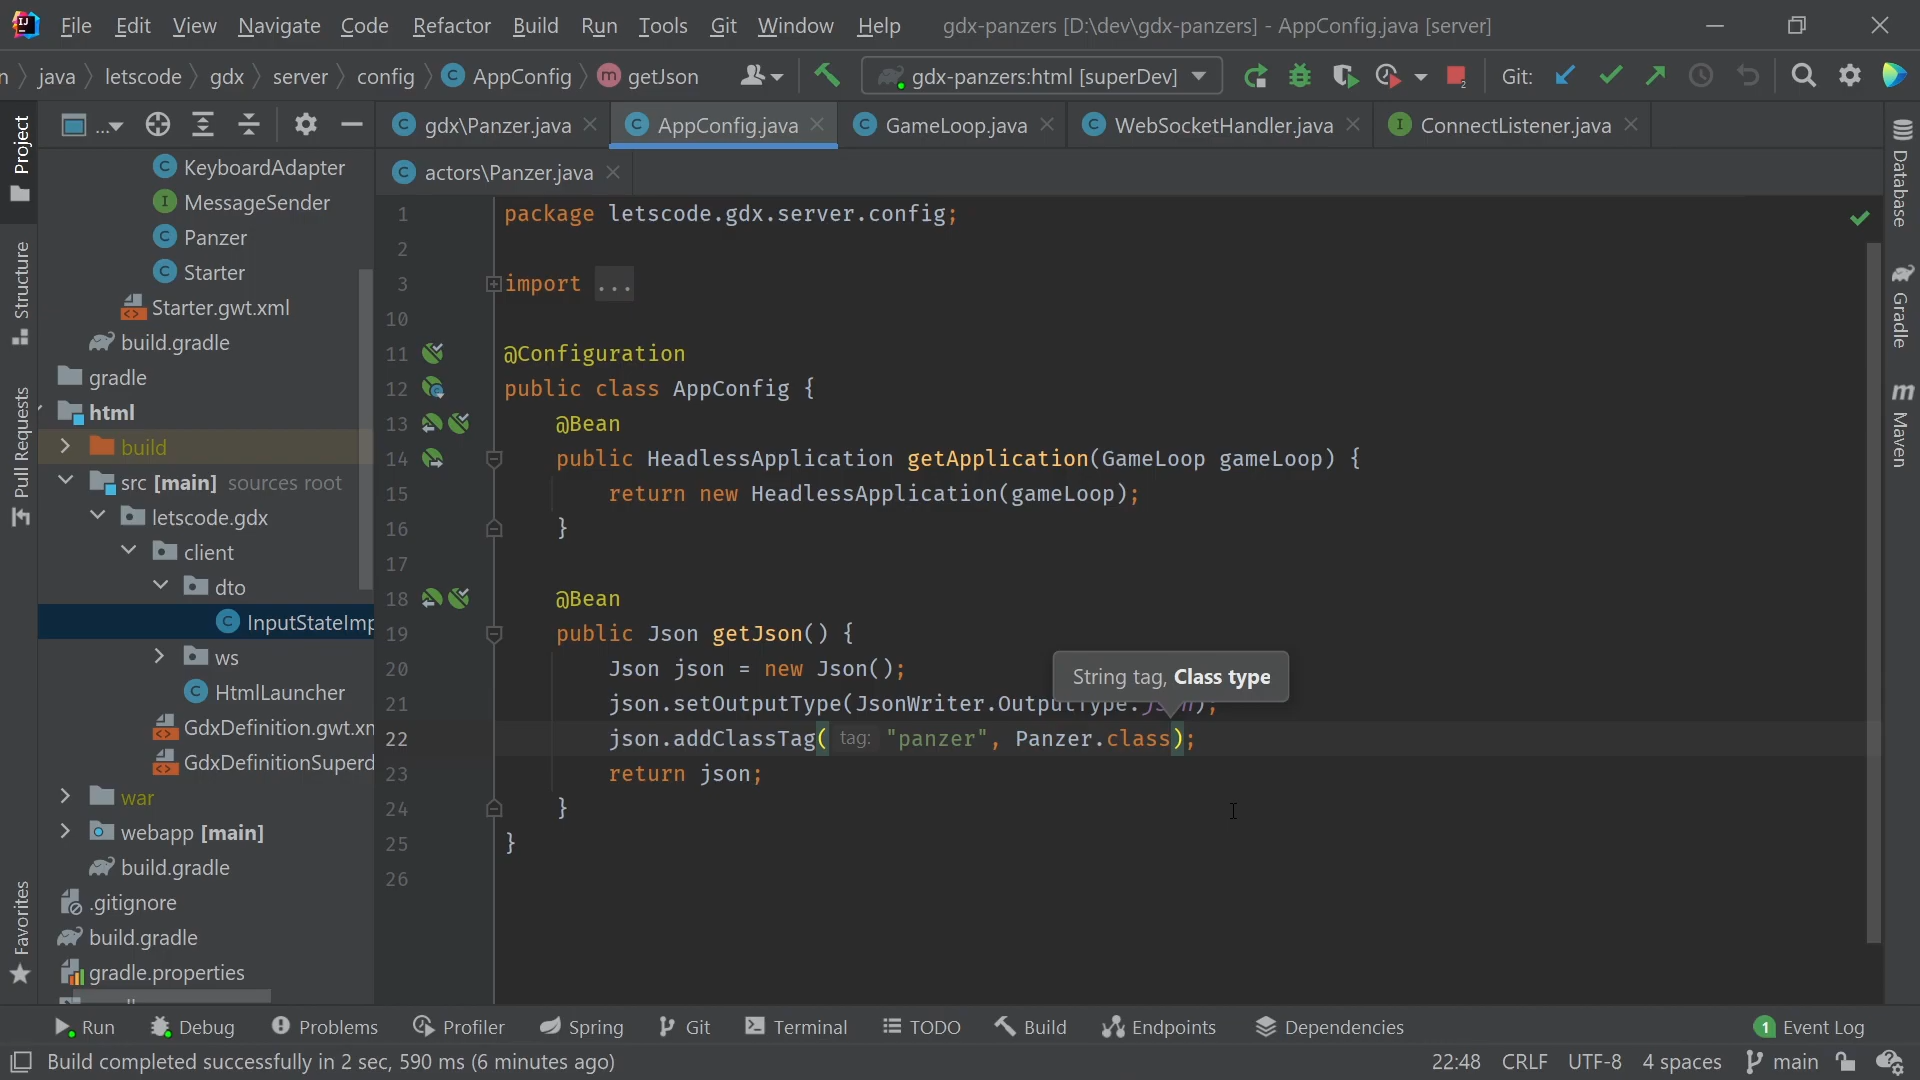 File Edit View Navigate Code Refactor Build Run Tools Git Window Help gdx-panzers [D:\dev\gdx-panzers] - AppConfig.java [server]
n java letscode gdx server config AppConfig getJson gdx-panzers:html [superDev] Git:
gdx\Panzer.java AppConfig.java GameLoop.java WebSocketHandler.java ConnectListener.java
actors\Panzer.java
Project
Structure
Pull Requests
Favorites
KeyboardAdapter
MessageSender
Panzer
Starter
Starter.gwt.xml
build.gradle
gradle
html
build
src [main] sources root
letscode.gdx
client
dto
InputStateImp
ws
HtmlLauncher
GdxDefinition.gwt.xm
GdxDefinitionSuperd
war
webapp [main]
build.gradle
.gitignore
build.gradle
gradle.properties
1 package letscode.gdx.server.config;
2
3 import ...
10
11 @Configuration
12 public class AppConfig {
13 @Bean
14 public HeadlessApplication getApplication(GameLoop gameLoop) {
15 return new HeadlessApplication(gameLoop);
16 }
17
18 @Bean
19 public Json getJson() {
20 Json json = new Json();
String tag, Class type
21 json.setOutputType(JsonWriter.OutputType.json);
22 json.addClassTag( tag: "panzer", Panzer.class);
23 return json;
24 }
25 }
26
Database
Gradle
m Maven
Run Debug Problems Profiler Spring Git Terminal TODO Build Endpoints Dependencies 1 Event Log
Build completed successfully in 2 sec, 590 ms (6 minutes ago) 22:48 CRLF UTF-8 4 spaces main